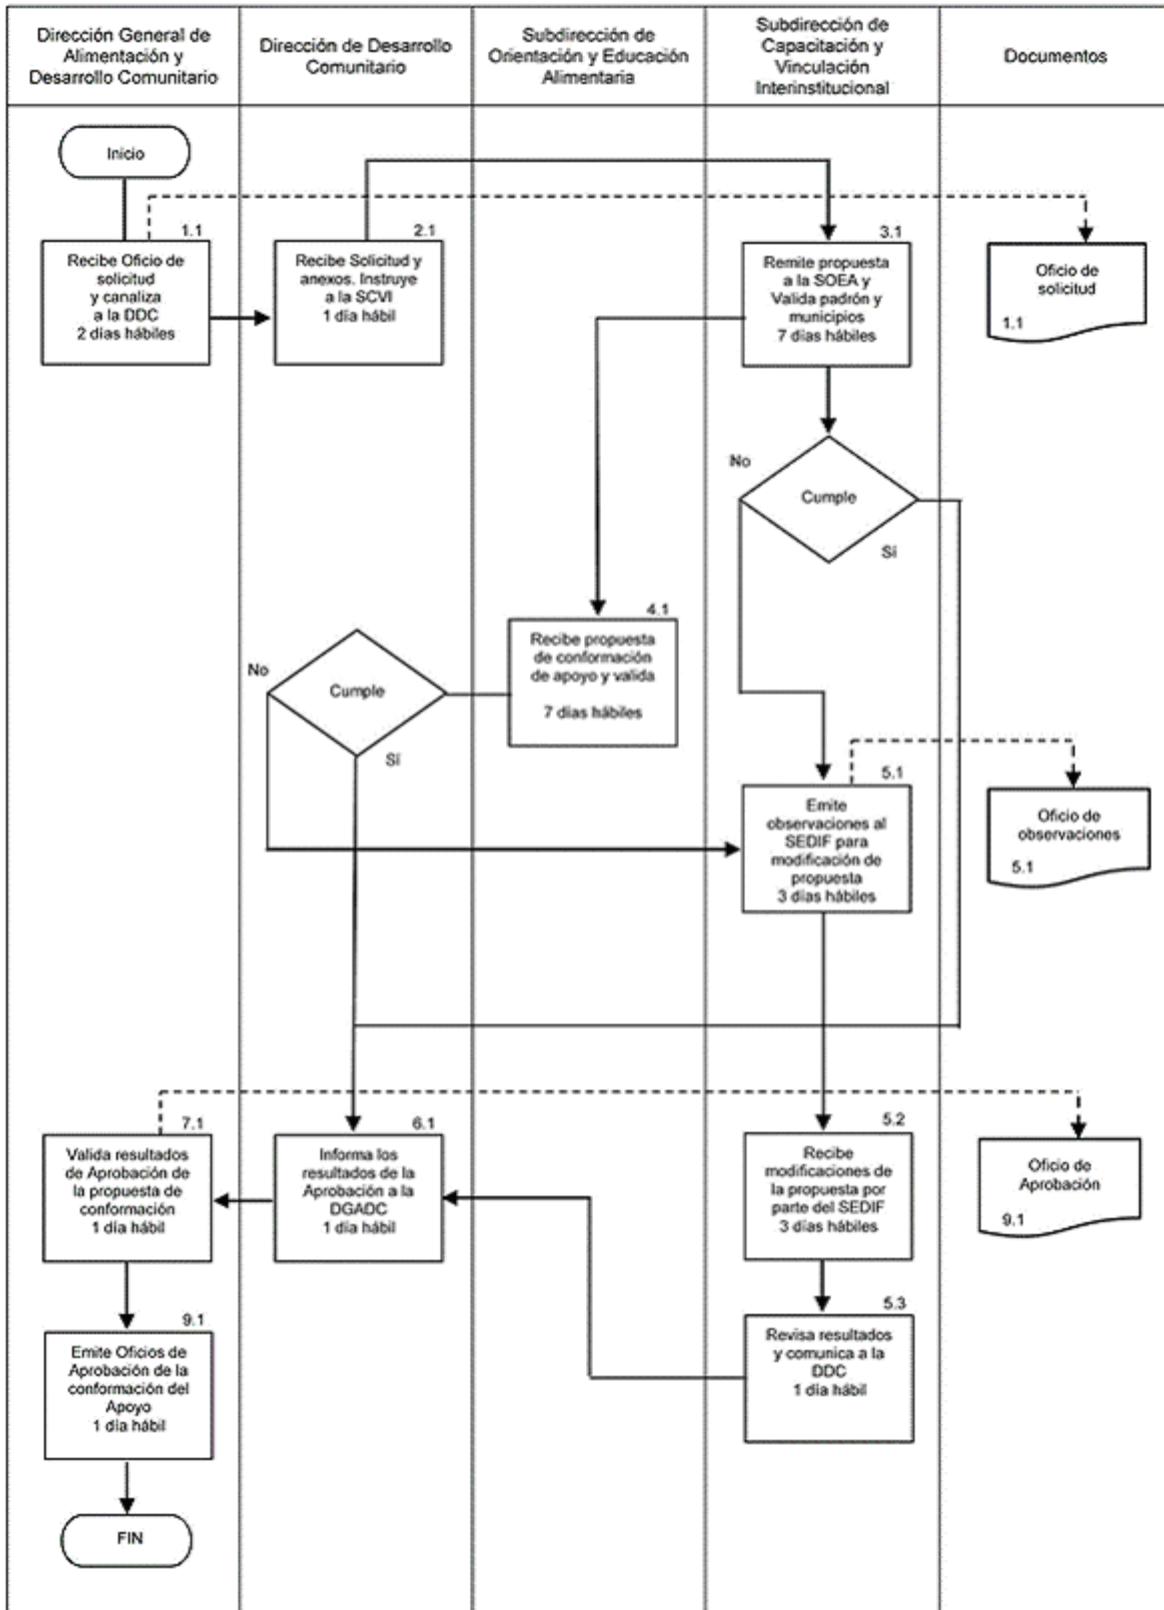 Dirección General de
Alimentación y
Desarrollo Comunitario
Dirección de Desarrollo
Comunitario
Subdirección de
Orientación y Educación
Alimentaria
Subdirección de
Capacitación y
Vinculación
Interinstitucional
Documentos
Inicio
1.1
Recibe Oficio de
solicitud
y canaliza
a la DDC
2 días hábiles
2.1
Recibe Solicitud y
anexos. Instruye
a la SCVI
1 día hábil
3.1
Remite propuesta
a la SOEA y
Valida padrón y
municipios
7 días hábiles
Oficio de
solicitud
1.1
No
Cumple
Sí
4.1
Recibe propuesta
de conformación
de apoyo y valida
7 días hábiles
No
Cumple
Sí
5.1
Emite
observaciones al
SEDIF para
modificación de
propuesta
3 días hábiles
Oficio de
observaciones
5.1
7.1
Valida resultados
de Aprobación de
la propuesta de
conformación
1 día hábil
6.1
Informa los
resultados de la
Aprobación a la
DGADC
1 día hábil
5.2
Recibe
modificaciones de
la propuesta por
parte del SEDIF
3 días hábiles
Oficio de
Aprobación
9.1
9.1
Emite Oficios de
Aprobación de la
conformación del
Apoyo
1 día hábil
5.3
Revisa resultados
y comunica a la
DDC
1 día hábil
FIN